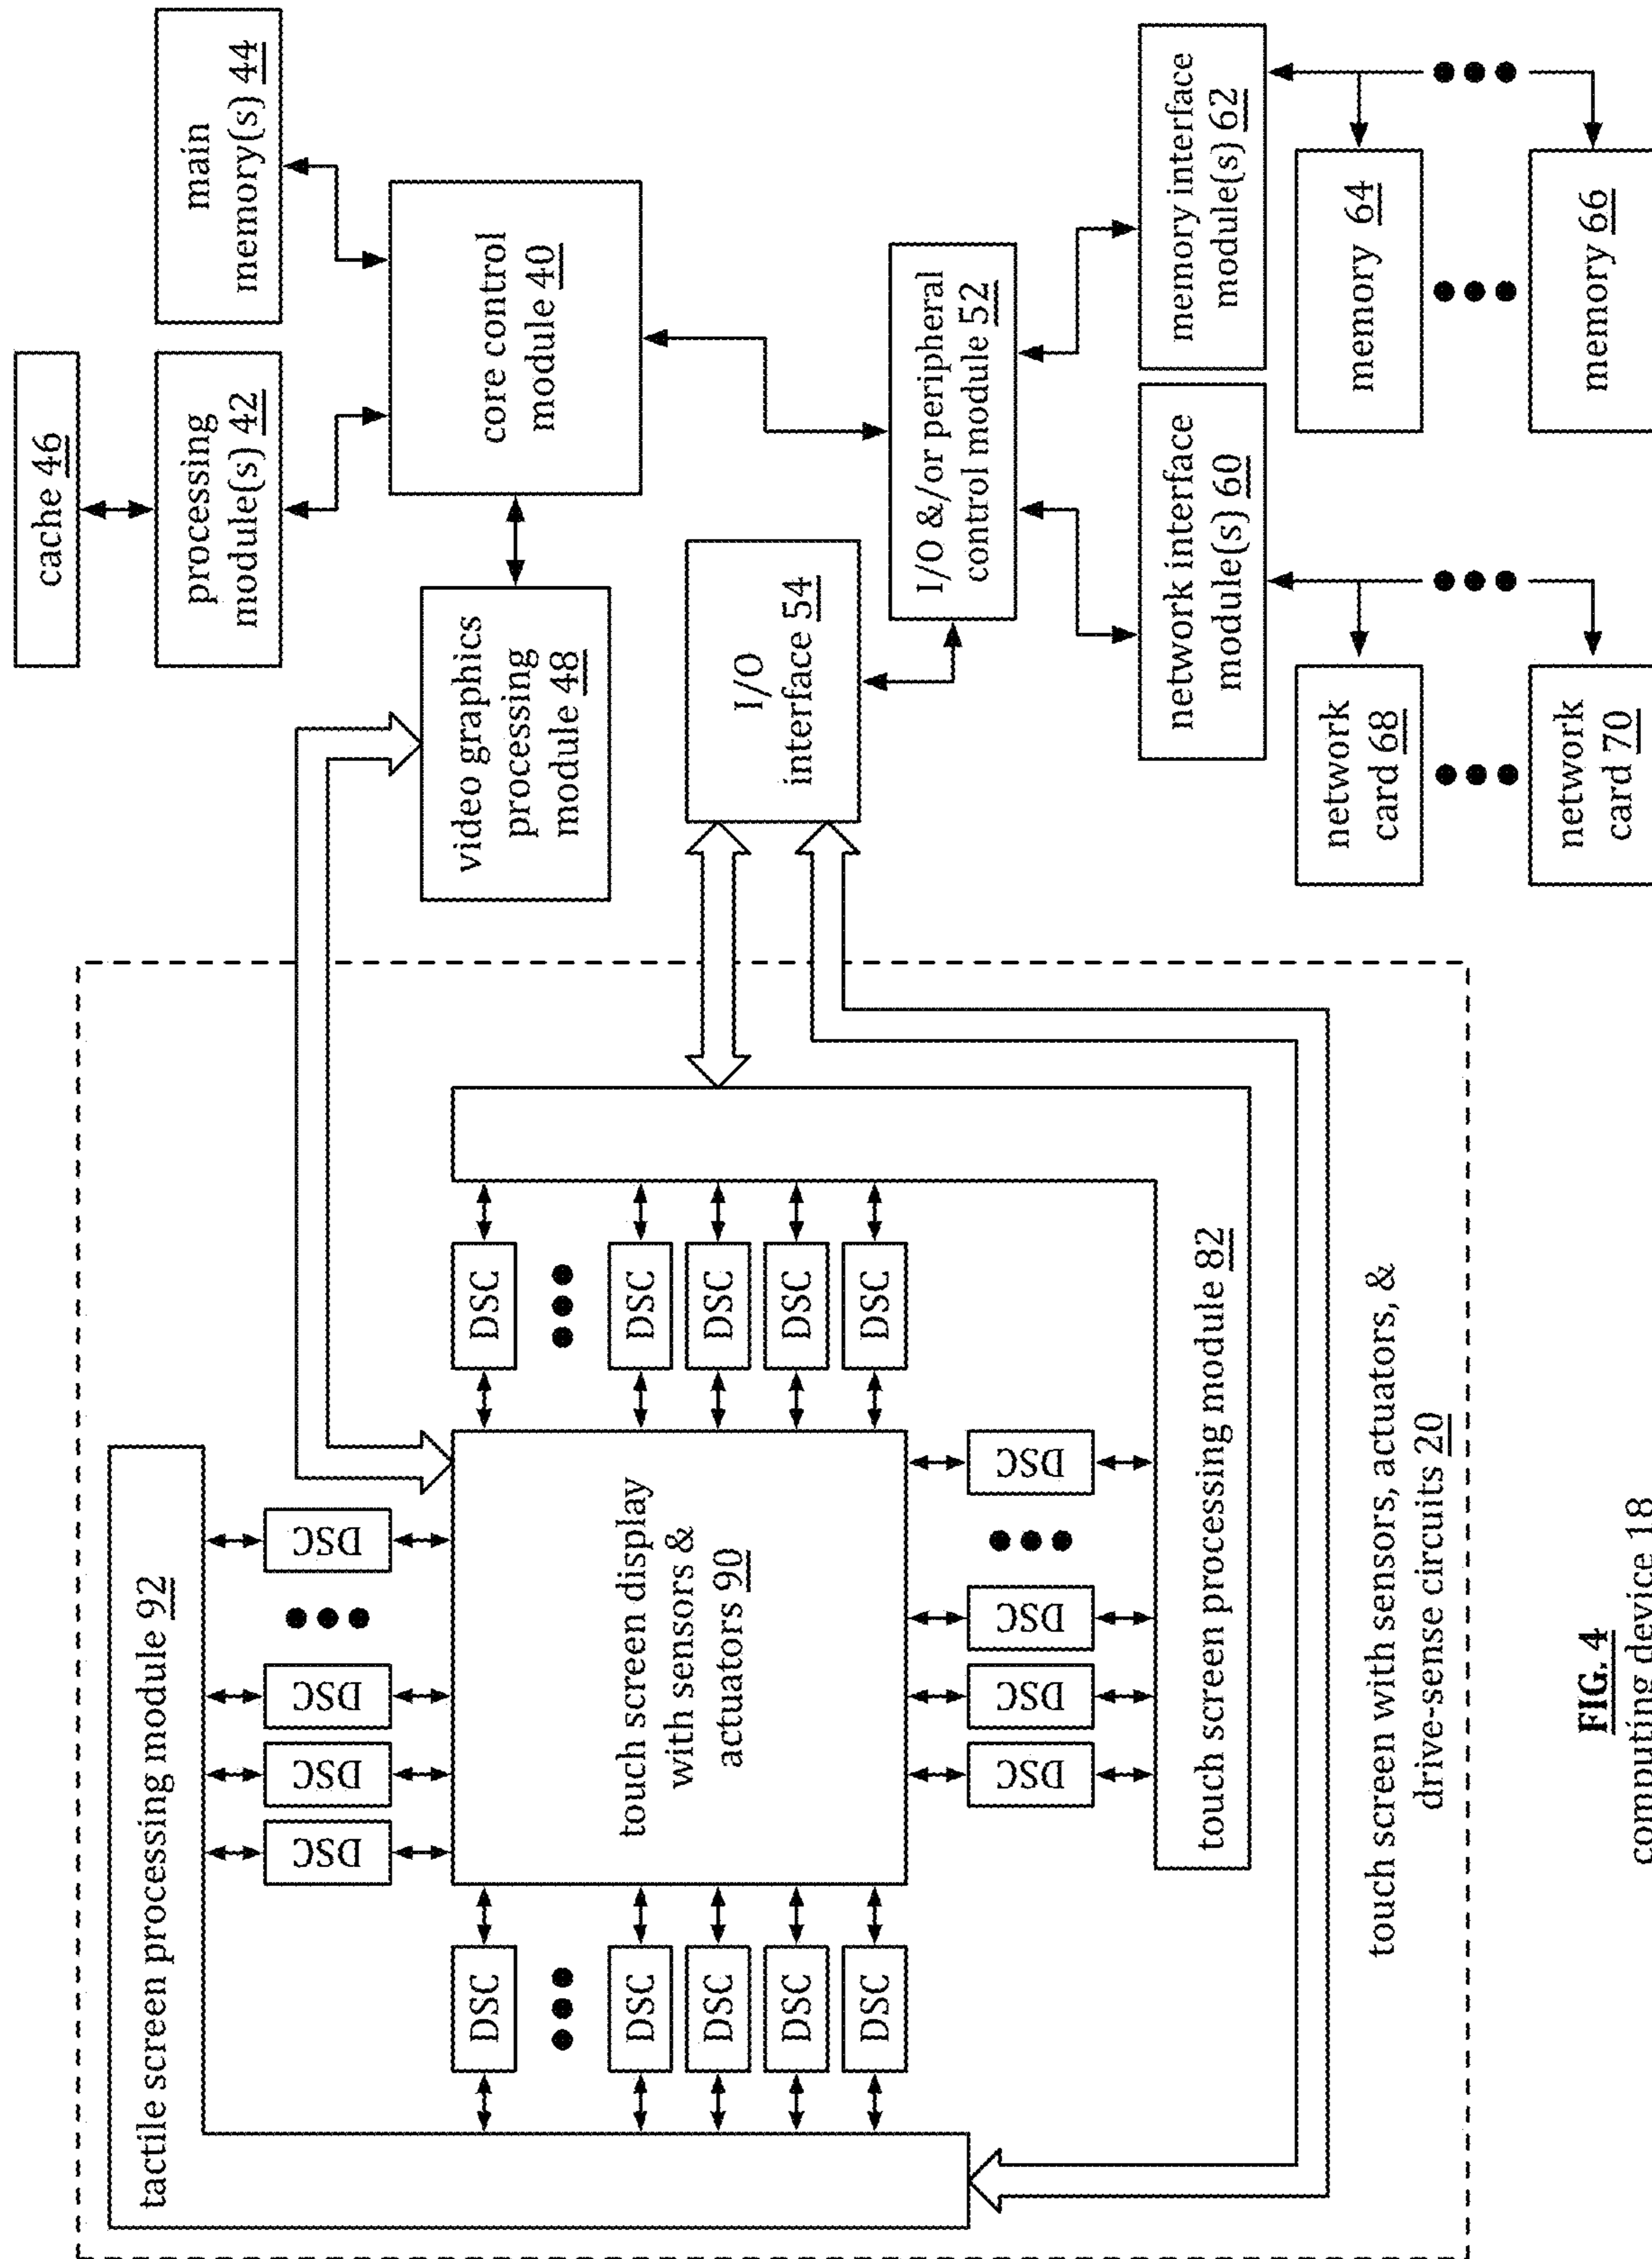 cache 46
processing
module(s) 42
main
memory(s) 44
core control
module 40
video graphics
processing
module 48
I/O
interface 54
I/O &/or peripheral
control module 52
network interface
module(s) 60
memory interface
module(s) 62
network
card 68
network
card 70
memory 64
memory 66
tactile screen processing module 92
DSC
DSC
DSC
DSC
DSC
DSC
DSC
DSC
DSC
touch screen display
with sensors &
actuators 90
DSC
DSC
DSC
DSC
DSC
DSC
DSC
DSC
DSC
touch screen processing module 82
touch screen with sensors, actuators, &
drive-sense circuits 20
FIG. 4
computing device 18